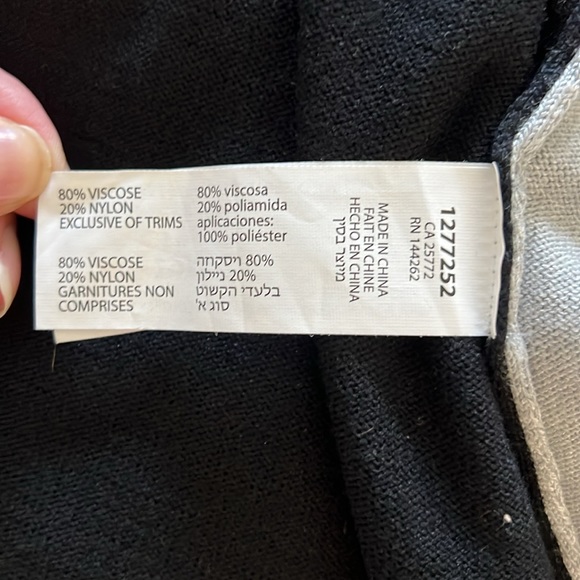 80% VISCOSE
20% NYLON
EXCLUSIVE OF TRIMS
80% VISCOSE
20% NYLON
GARNITURES NON
COMPRISES
80% viscosa
20% poliamida
aplicaciones:
100% poliéster
80% ויסקוזה
20% ניילון
בלעדי הקשוט
סוג א'
MADE IN CHINA
FAIT EN CHINE
HECHO EN CHINA
מיוצר בסין
1277252
CA 25772
RN 144262